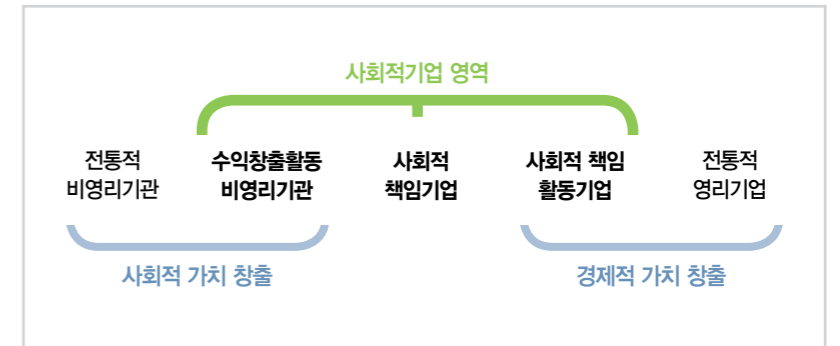 사회적기업 영역
전통적 수익창출활동 사회적 사회적 책임 전통적
비영리기관 비영리기관 책임기업 활동기업 영리기업
사회적 가치 창출 경제적 가치 창출